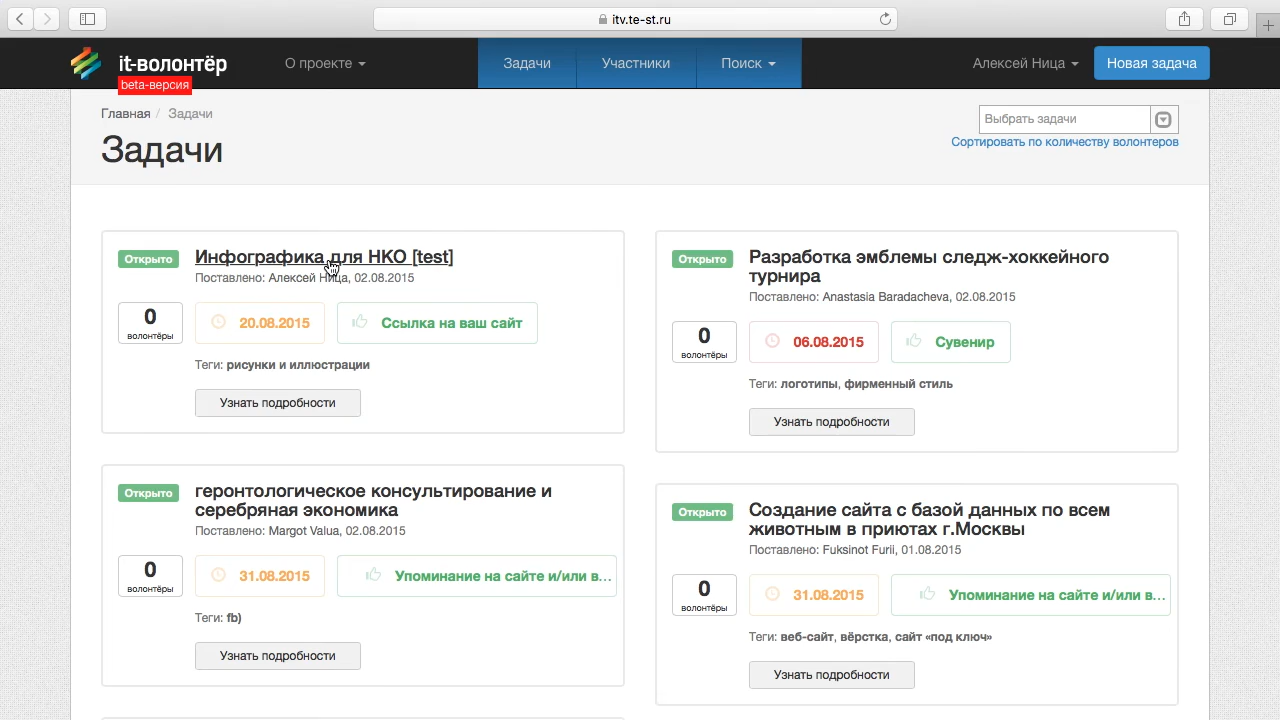 itv.te-st.ru
it-волонтёр
beta-версия
О проекте
Задачи
Участники
Поиск
Алексей Ница
Новая задача
Главная / Задачи
Задачи
Выбрать задачи
Сортировать по количеству волонтеров
Открыто
Инфографика для НКО [test]
Поставлено: Алексей Ница, 02.08.2015
0
волонтёры
20.08.2015
Ссылка на ваш сайт
Теги: рисунки и иллюстрации
Узнать подробности
Открыто
Разработка эмблемы следж-хоккейного
турнира
Поставлено: Anastasia Baradacheva, 02.08.2015
0
волонтёры
06.08.2015
Сувенир
Теги: логотипы, фирменный стиль
Узнать подробности
Открыто
геронтологическое консультирование и
серебряная экономика
Поставлено: Margot Valua, 02.08.2015
0
волонтёры
31.08.2015
Упоминание на сайте и/или в...
Теги: fb)
Узнать подробности
Открыто
Создание сайта с базой данных по всем
животным в приютах г.Москвы
Поставлено: Fuksinot Furii, 01.08.2015
0
волонтёры
31.08.2015
Упоминание на сайте и/или в...
Теги: веб-сайт, вёрстка, сайт «под ключ»
Узнать подробности